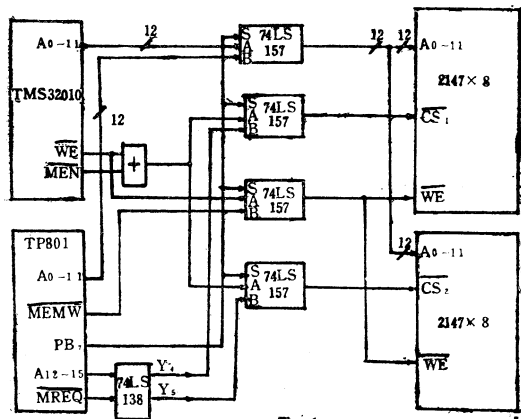 A0-11
TMS32010
WE
MEN
12
12
+
TP801
A0-11
MEMW
PB7
A12-15
MREQ
74LS
138
Y4
Y5
S
A
B
74LS
157
S
A
B
74LS
157
S
A
B
74LS
157
S
A
B
74LS
157
12
12
A0-11
2147×8
CS1
WE
12
A0-11
CS2
2147×8
WE